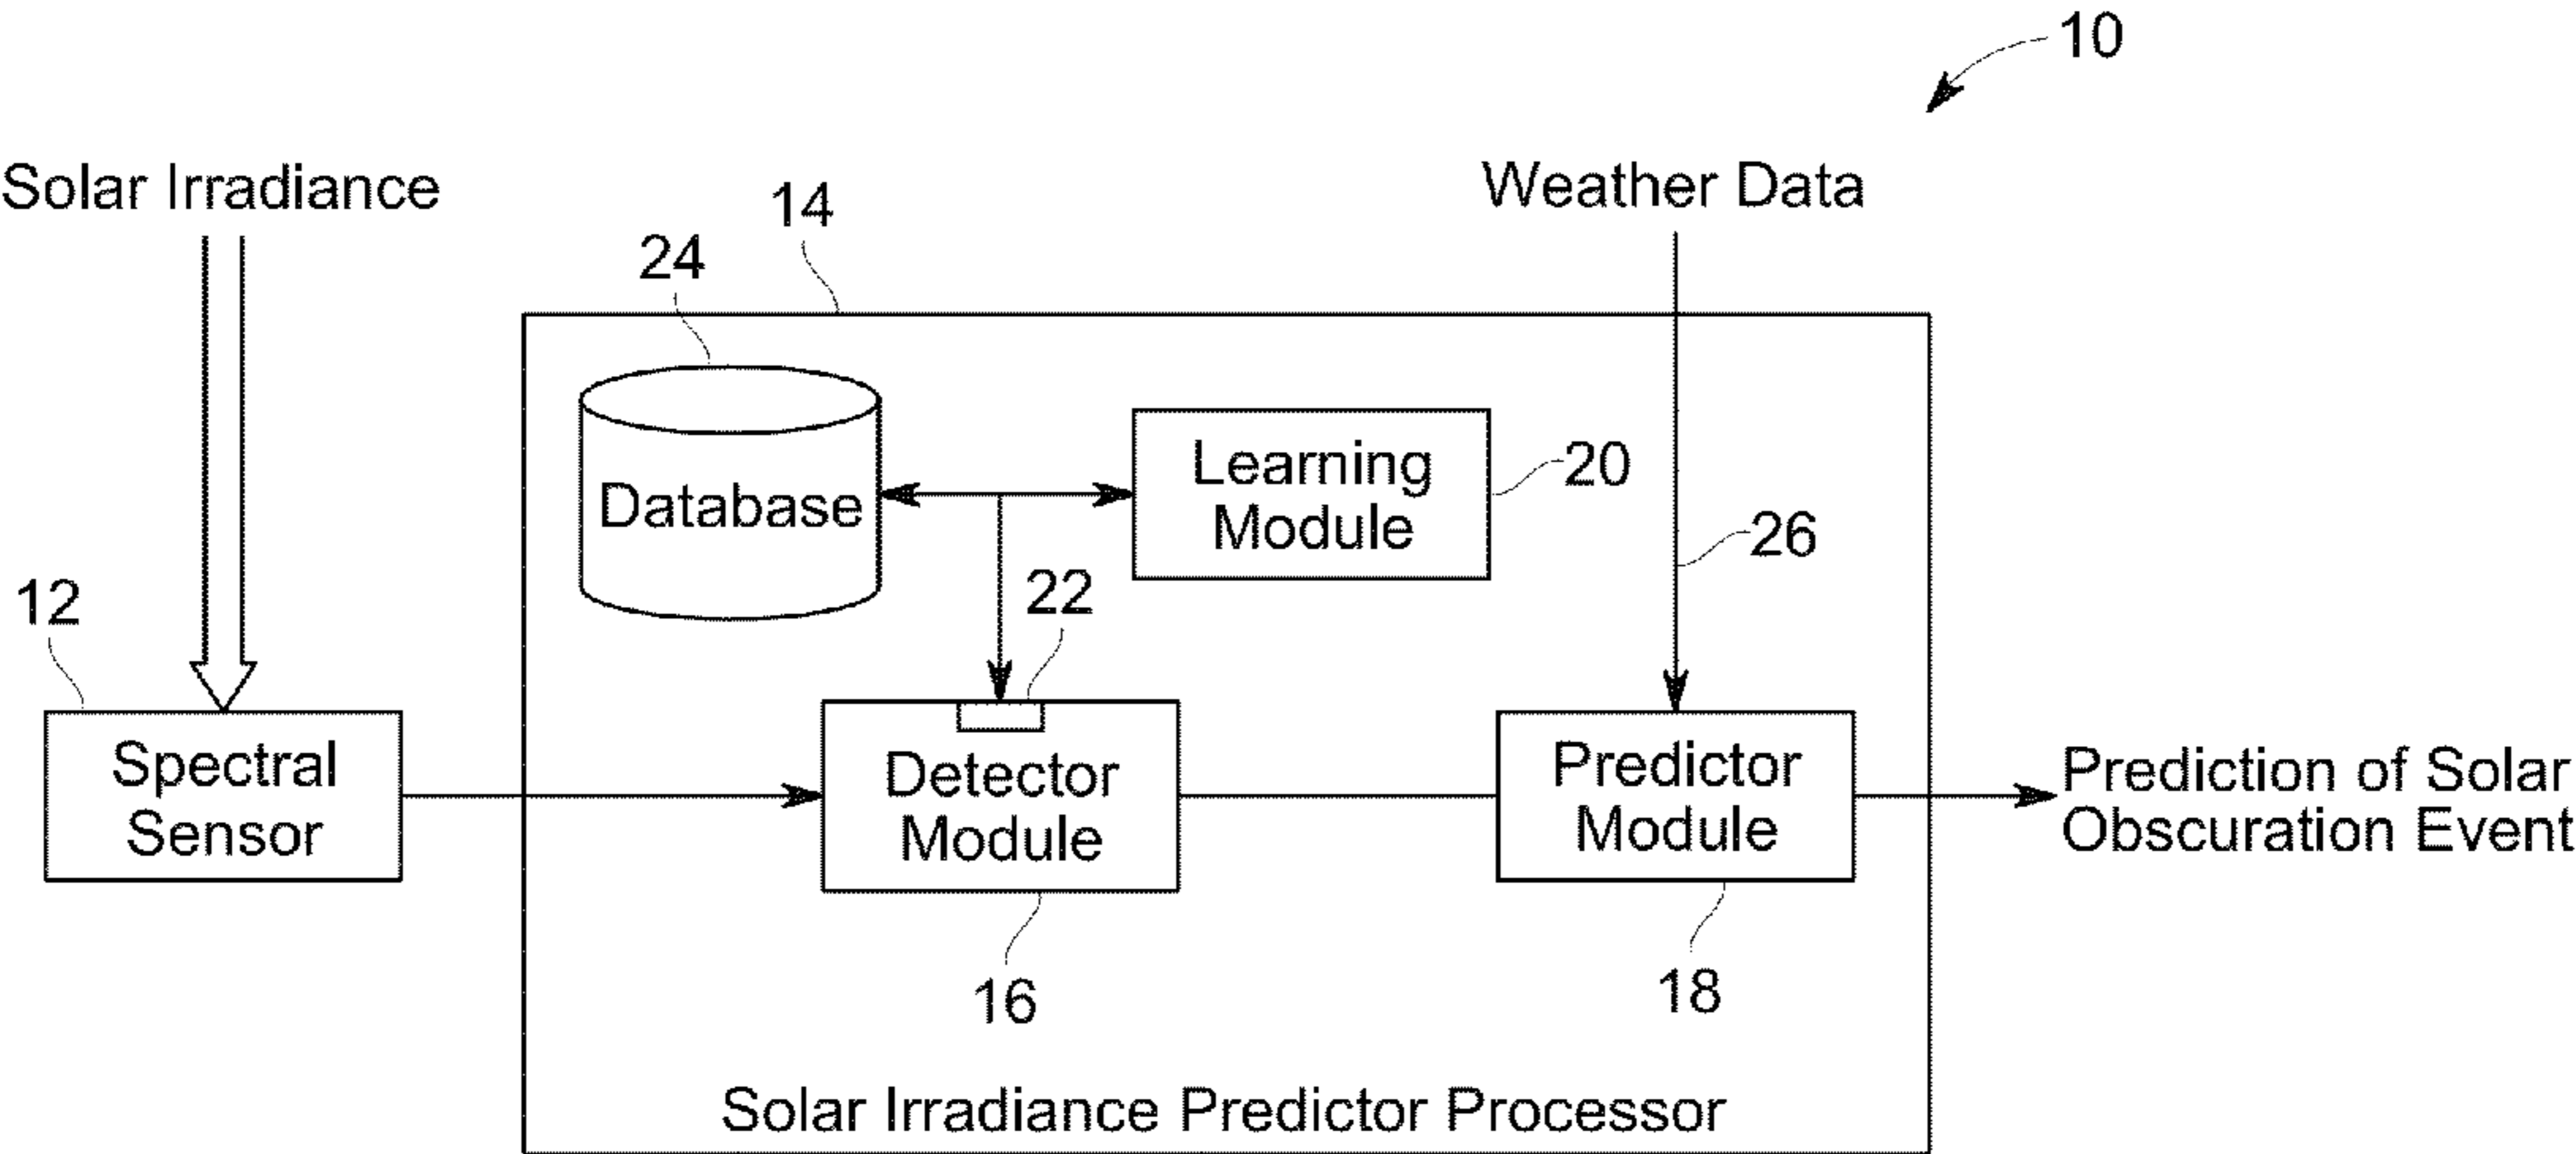 10
Solar Irradiance
Weather Data
14
24
Learning
Module
20
Database
26
22
12
Spectral
Sensor
Detector
Module
Predictor
Module
Prediction of Solar
Obscuration Event
16
18
Solar Irradiance Predictor Processor